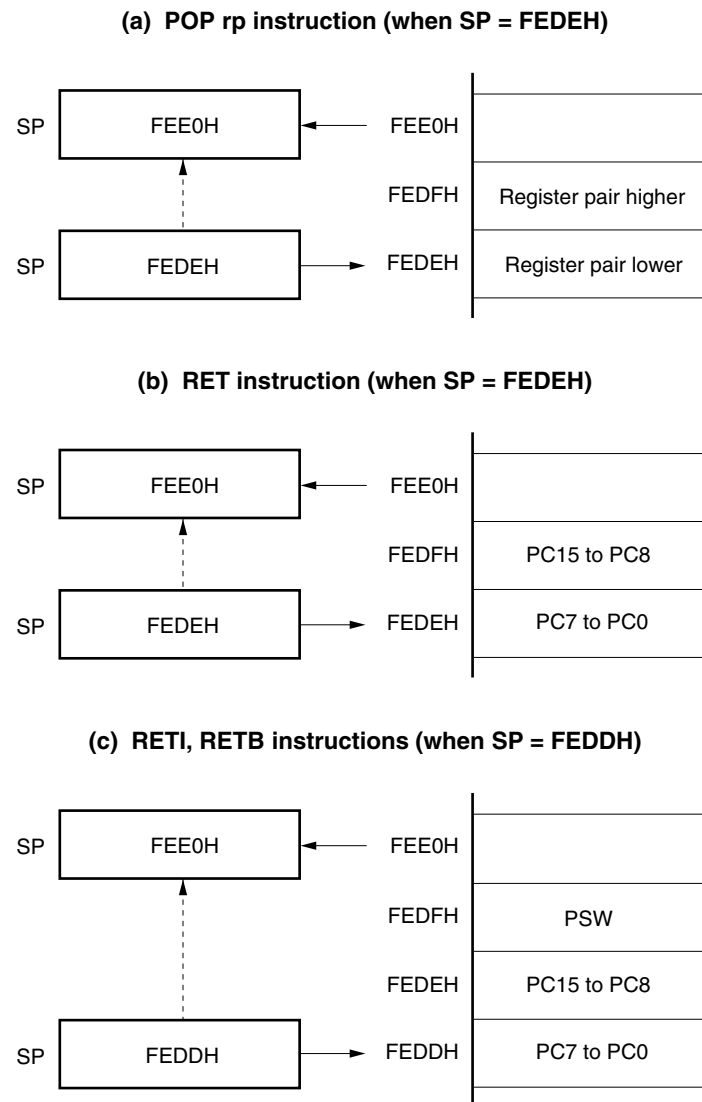 (a) POP rp instruction (when SP = FEDEH)
SP FEE0H FEE0H
FEDFH Register pair higher
SP FEDEH FEDEH Register pair lower
(b) RET instruction (when SP = FEDEH)
SP FEE0H FEE0H
FEDFH PC15 to PC8
SP FEDEH FEDEH PC7 to PC0
(c) RETI, RETB instructions (when SP = FEDDH)
SP FEE0H FEE0H
FEDFH PSW
FEDEH PC15 to PC8
SP FEDDH FEDDH PC7 to PC0